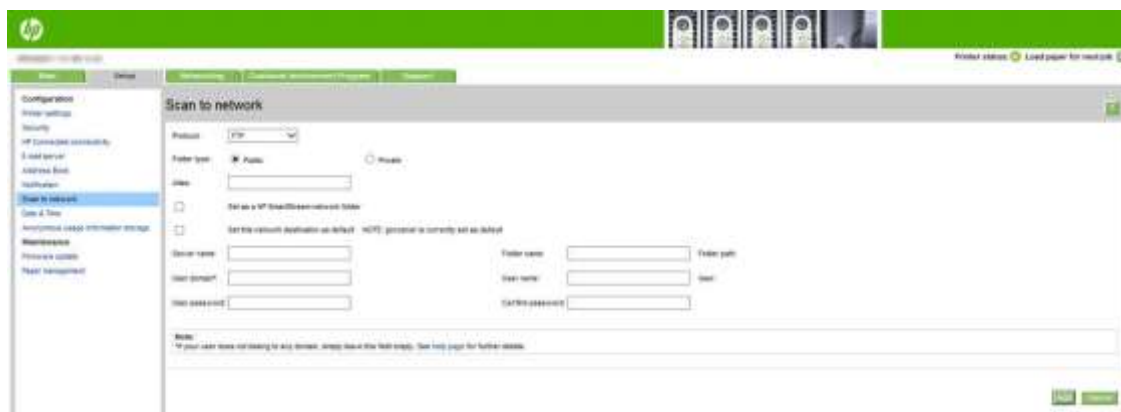 hp
Printer status: Load paper for next job
Main Setup Networking Customer Involvement Program Support
Configuration
Printer settings
Security
HP Connected connectivity
E-mail server
Address Book
Notification
Scan to network
Date & Time
Anonymous usage information storage
Maintenance
Firmware update
Paper management
Scan to network
Protocol: FTP
Folder type: Public Private
Alias:
Set as a HP SmartStream network folder
Set this network destination as default NOTE: personal is currently set as default
Server name: Folder name: Folder path:
User domain*: User name: User:
User password: Confirm password:
Note:
*If your user does not belong to any domain, simply leave this field empty. See help page for further details.
Add Cancel